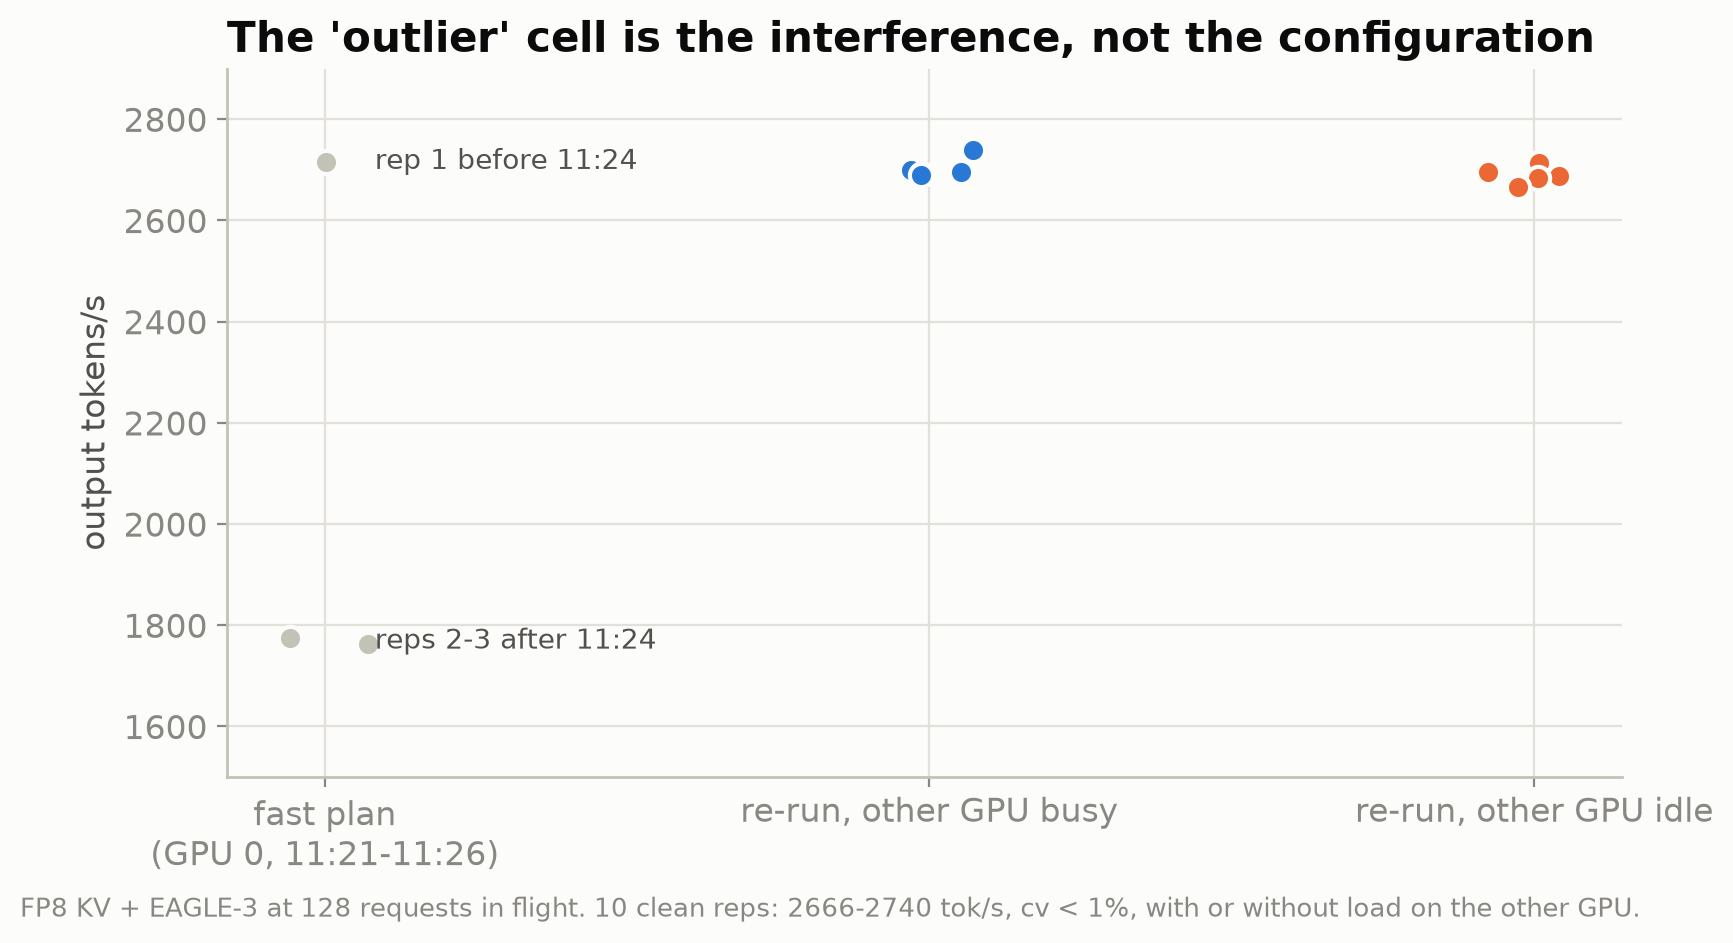 The 'outlier' cell is the interference, not the configuration
2800
2600
2400
2200
2000
1800
1600
output tokens/s
rep 1 before 11:24
reps 2-3 after 11:24
fast plan
(GPU 0, 11:21-11:26)
re-run, other GPU busy
re-run, other GPU idle
FP8 KV + EAGLE-3 at 128 requests in flight. 10 clean reps: 2666-2740 tok/s, cv < 1%, with or without load on the other GPU.